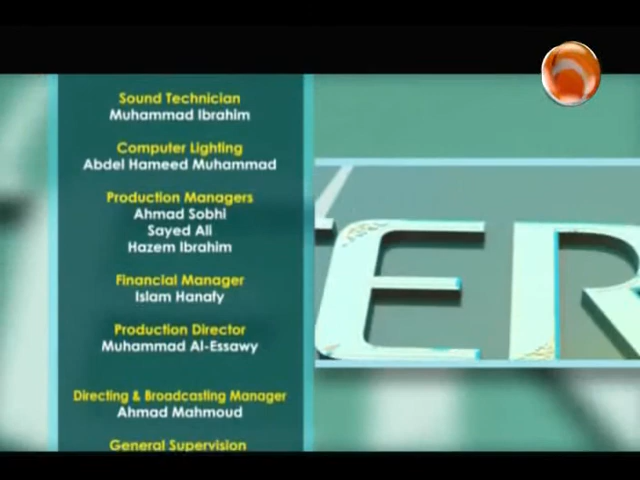 Sound Technician
Muhammad Ibrahim
Computer Lighting
Abdel Hameed Muhammad
Production Managers
Ahmad Sobhi
Sayed Ali
Hazem Ibrahim
Financial Manager
Islam Hanafy
Production Director
Muhammad Al-Essawy
Directing & Broadcasting Manager
Ahmad Mahmoud
General Supervision
ER